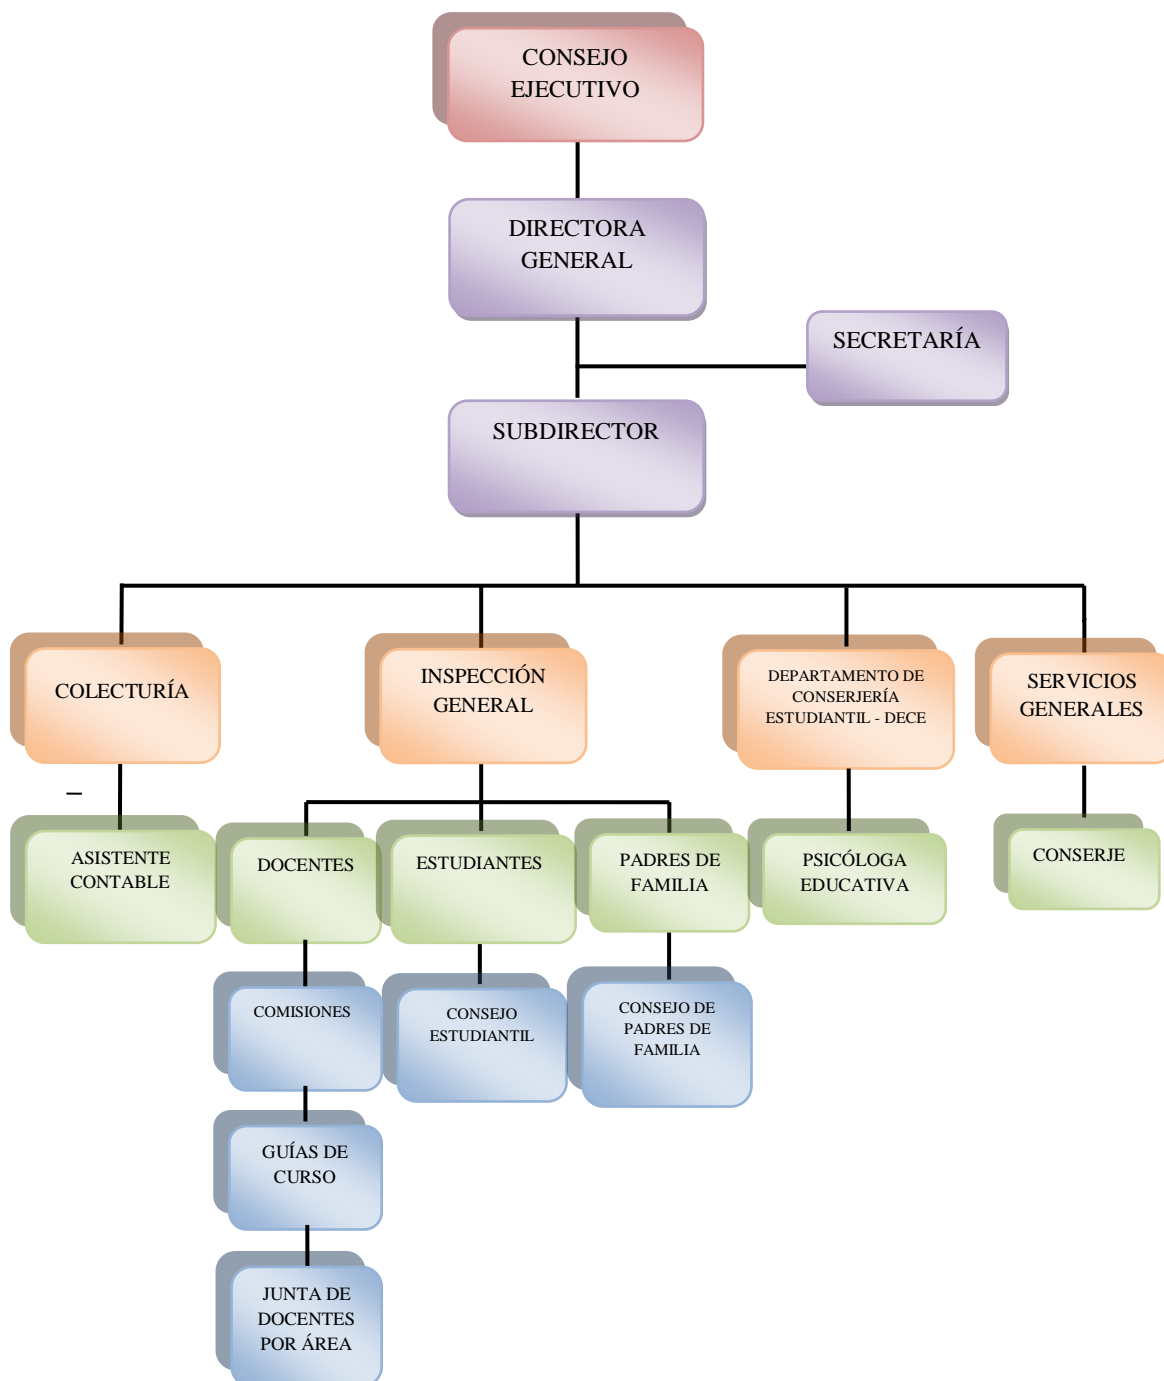 CONSEJO
EJECUTIVO
DIRECTORA
GENERAL
SECRETARÍA
SUBDIRECTOR
COLECTURÍA
INSPECCIÓN
GENERAL
DEPARTAMENTO DE
CONSERJERÍA
ESTUDIANTIL - DECE
SERVICIOS
GENERALES
ASISTENTE
CONTABLE
DOCENTES
ESTUDIANTES
PADRES DE
FAMILIA
PSICÓLOGA
EDUCATIVA
CONSERJE
COMISIONES
CONSEJO
ESTUDIANTIL
CONSEJO DE
PADRES DE
FAMILIA
GUÍAS DE
CURSO
JUNTA DE
DOCENTES
POR ÁREA